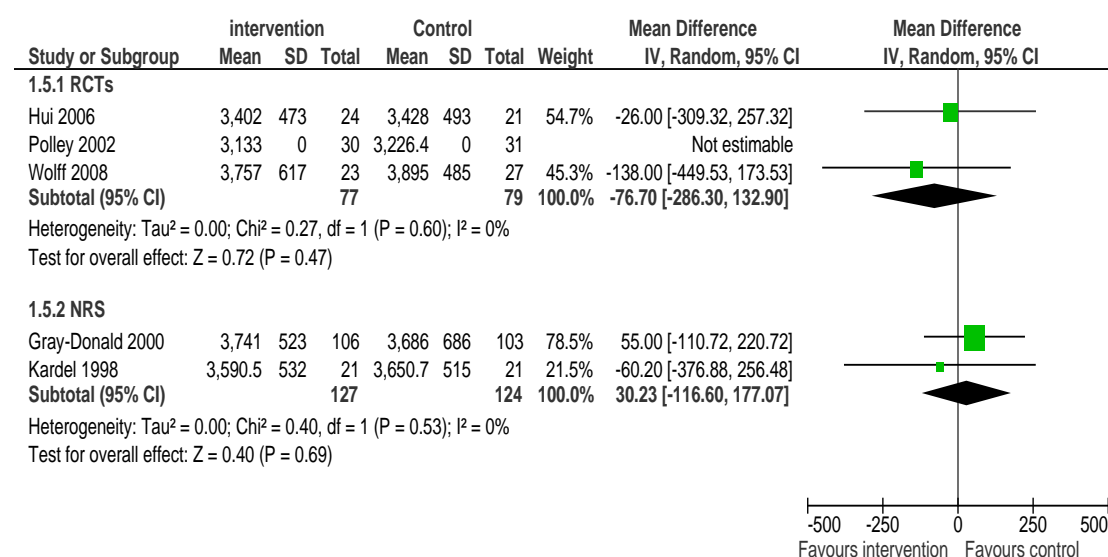 intervention Control Mean Difference Mean Difference
Study or Subgroup Mean SD Total Mean SD Total Weight IV, Random, 95% CI IV, Random, 95% CI
1.5.1 RCTs
Hui 2006 3,402 473 24 3,428 493 21 54.7% -26.00 [-309.32, 257.32]
Polley 2002 3,133 0 30 3,226.4 0 31 Not estimable
Wolff 2008 3,757 617 23 3,895 485 27 45.3% -138.00 [-449.53, 173.53]
Subtotal (95% CI) 77 79 100.0% -76.70 [-286.30, 132.90]
Heterogeneity: Tau² = 0.00; Chi² = 0.27, df = 1 (P = 0.60); I² = 0%
Test for overall effect: Z = 0.72 (P = 0.47)
1.5.2 NRS
Gray-Donald 2000 3,741 523 106 3,686 686 103 78.5% 55.00 [-110.72, 220.72]
Kardel 1998 3,590.5 532 21 3,650.7 515 21 21.5% -60.20 [-376.88, 256.48]
Subtotal (95% CI) 127 124 100.0% 30.23 [-116.60, 177.07]
Heterogeneity: Tau² = 0.00; Chi² = 0.40, df = 1 (P = 0.53); I² = 0%
Test for overall effect: Z = 0.40 (P = 0.69)
-500 -250 0 250 500
Favours intervention Favours control